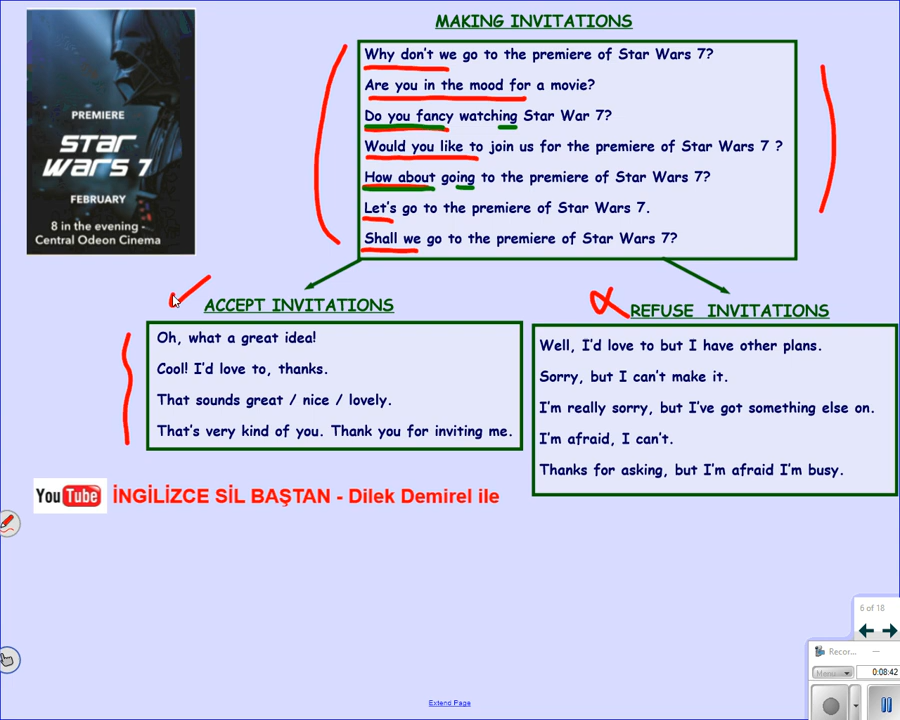 MAKING INVITATIONS
PREMIERE
STAR
WARS 7
FEBRUARY
8 in the evening -
Central Odeon Cinema
Why don't we go to the premiere of Star Wars 7?
Are you in the mood for a movie?
Do you fancy watching Star War 7?
Would you like to join us for the premiere of Star Wars 7 ?
How about going to the premiere of Star Wars 7?
Let's go to the premiere of Star Wars 7.
Shall we go to the premiere of Star Wars 7?
ACCEPT INVITATIONS
Oh, what a great idea!
Cool! I'd love to, thanks.
That sounds great / nice / lovely.
That's very kind of you. Thank you for inviting me.
REFUSE INVITATIONS
Well, I'd love to but I have other plans.
Sorry, but I can't make it.
I'm really sorry, but I've got something else on.
I'm afraid, I can't.
Thanks for asking, but I'm afraid I'm busy.
YouTube İNGİLİZCE SİL BAŞTAN - Dilek Demirel ile
6 of 18
Recor...
Menu
0:08:42
Extend Page